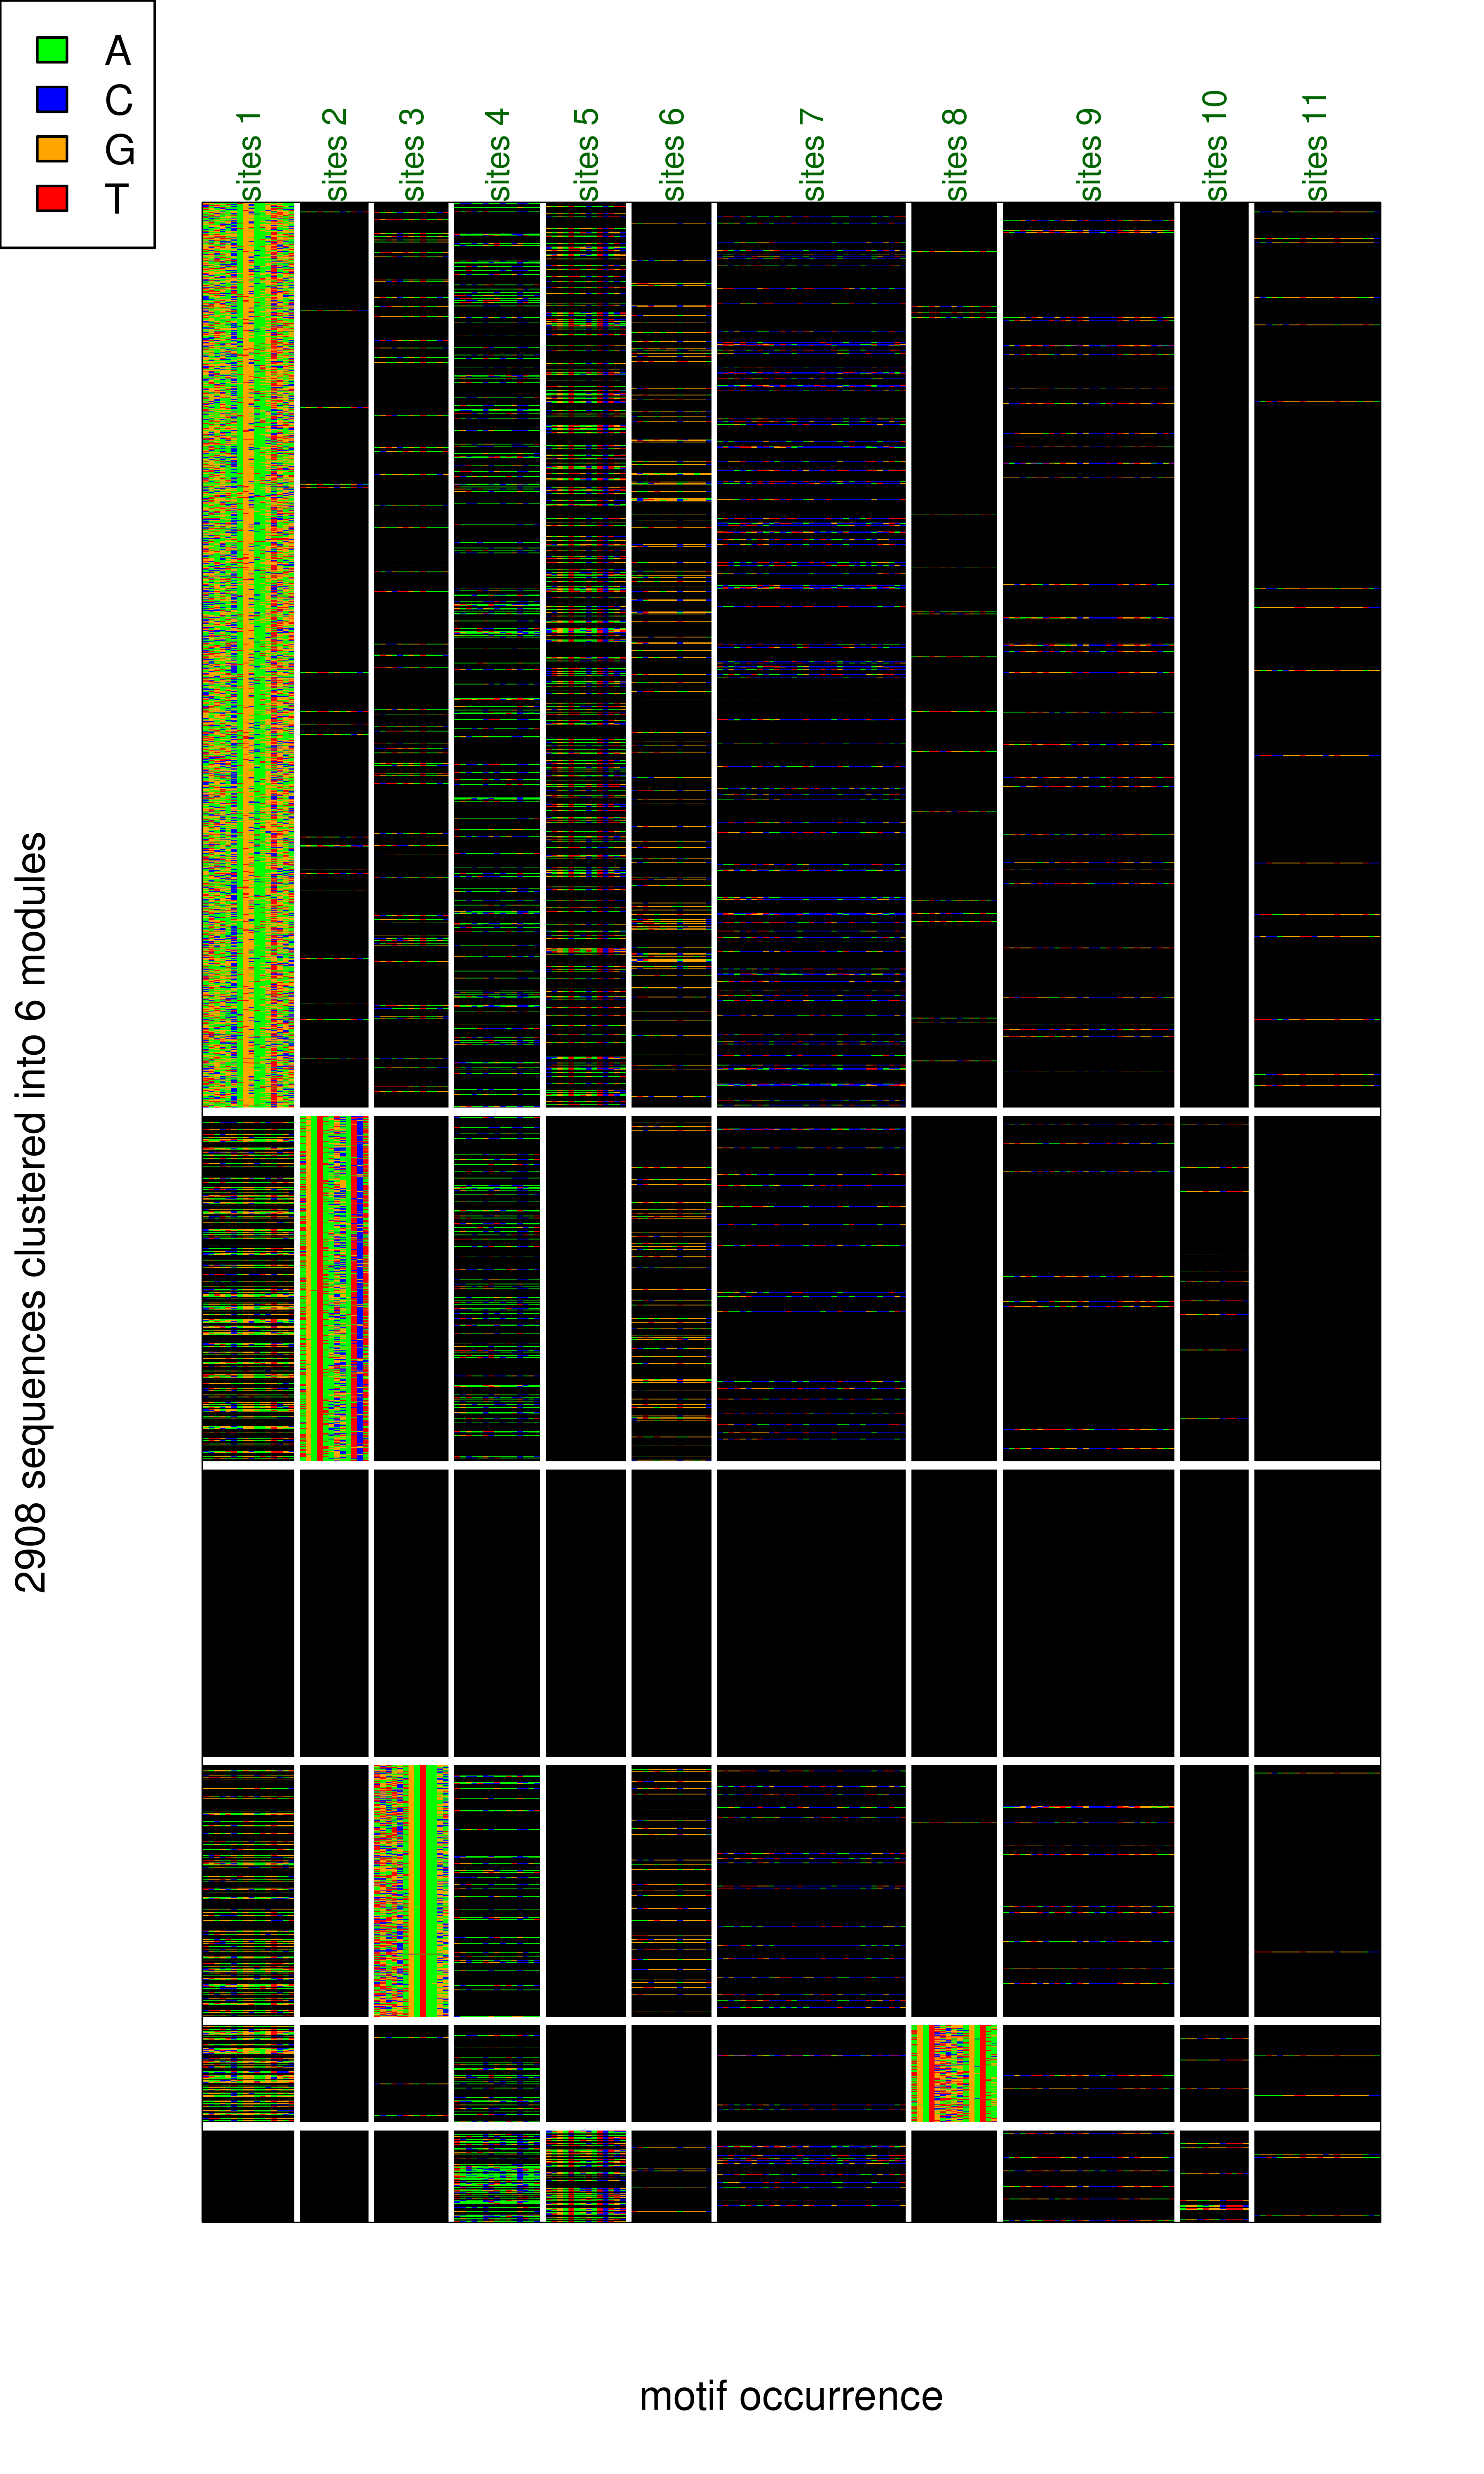 A
C
G
T
sites 1
sites 2
sites 3
sites 4
sites 5
sites 6
sites 7
sites 8
sites 9
sites 10
sites 11
2908 sequences clustered into 6 modules
motif occurrence